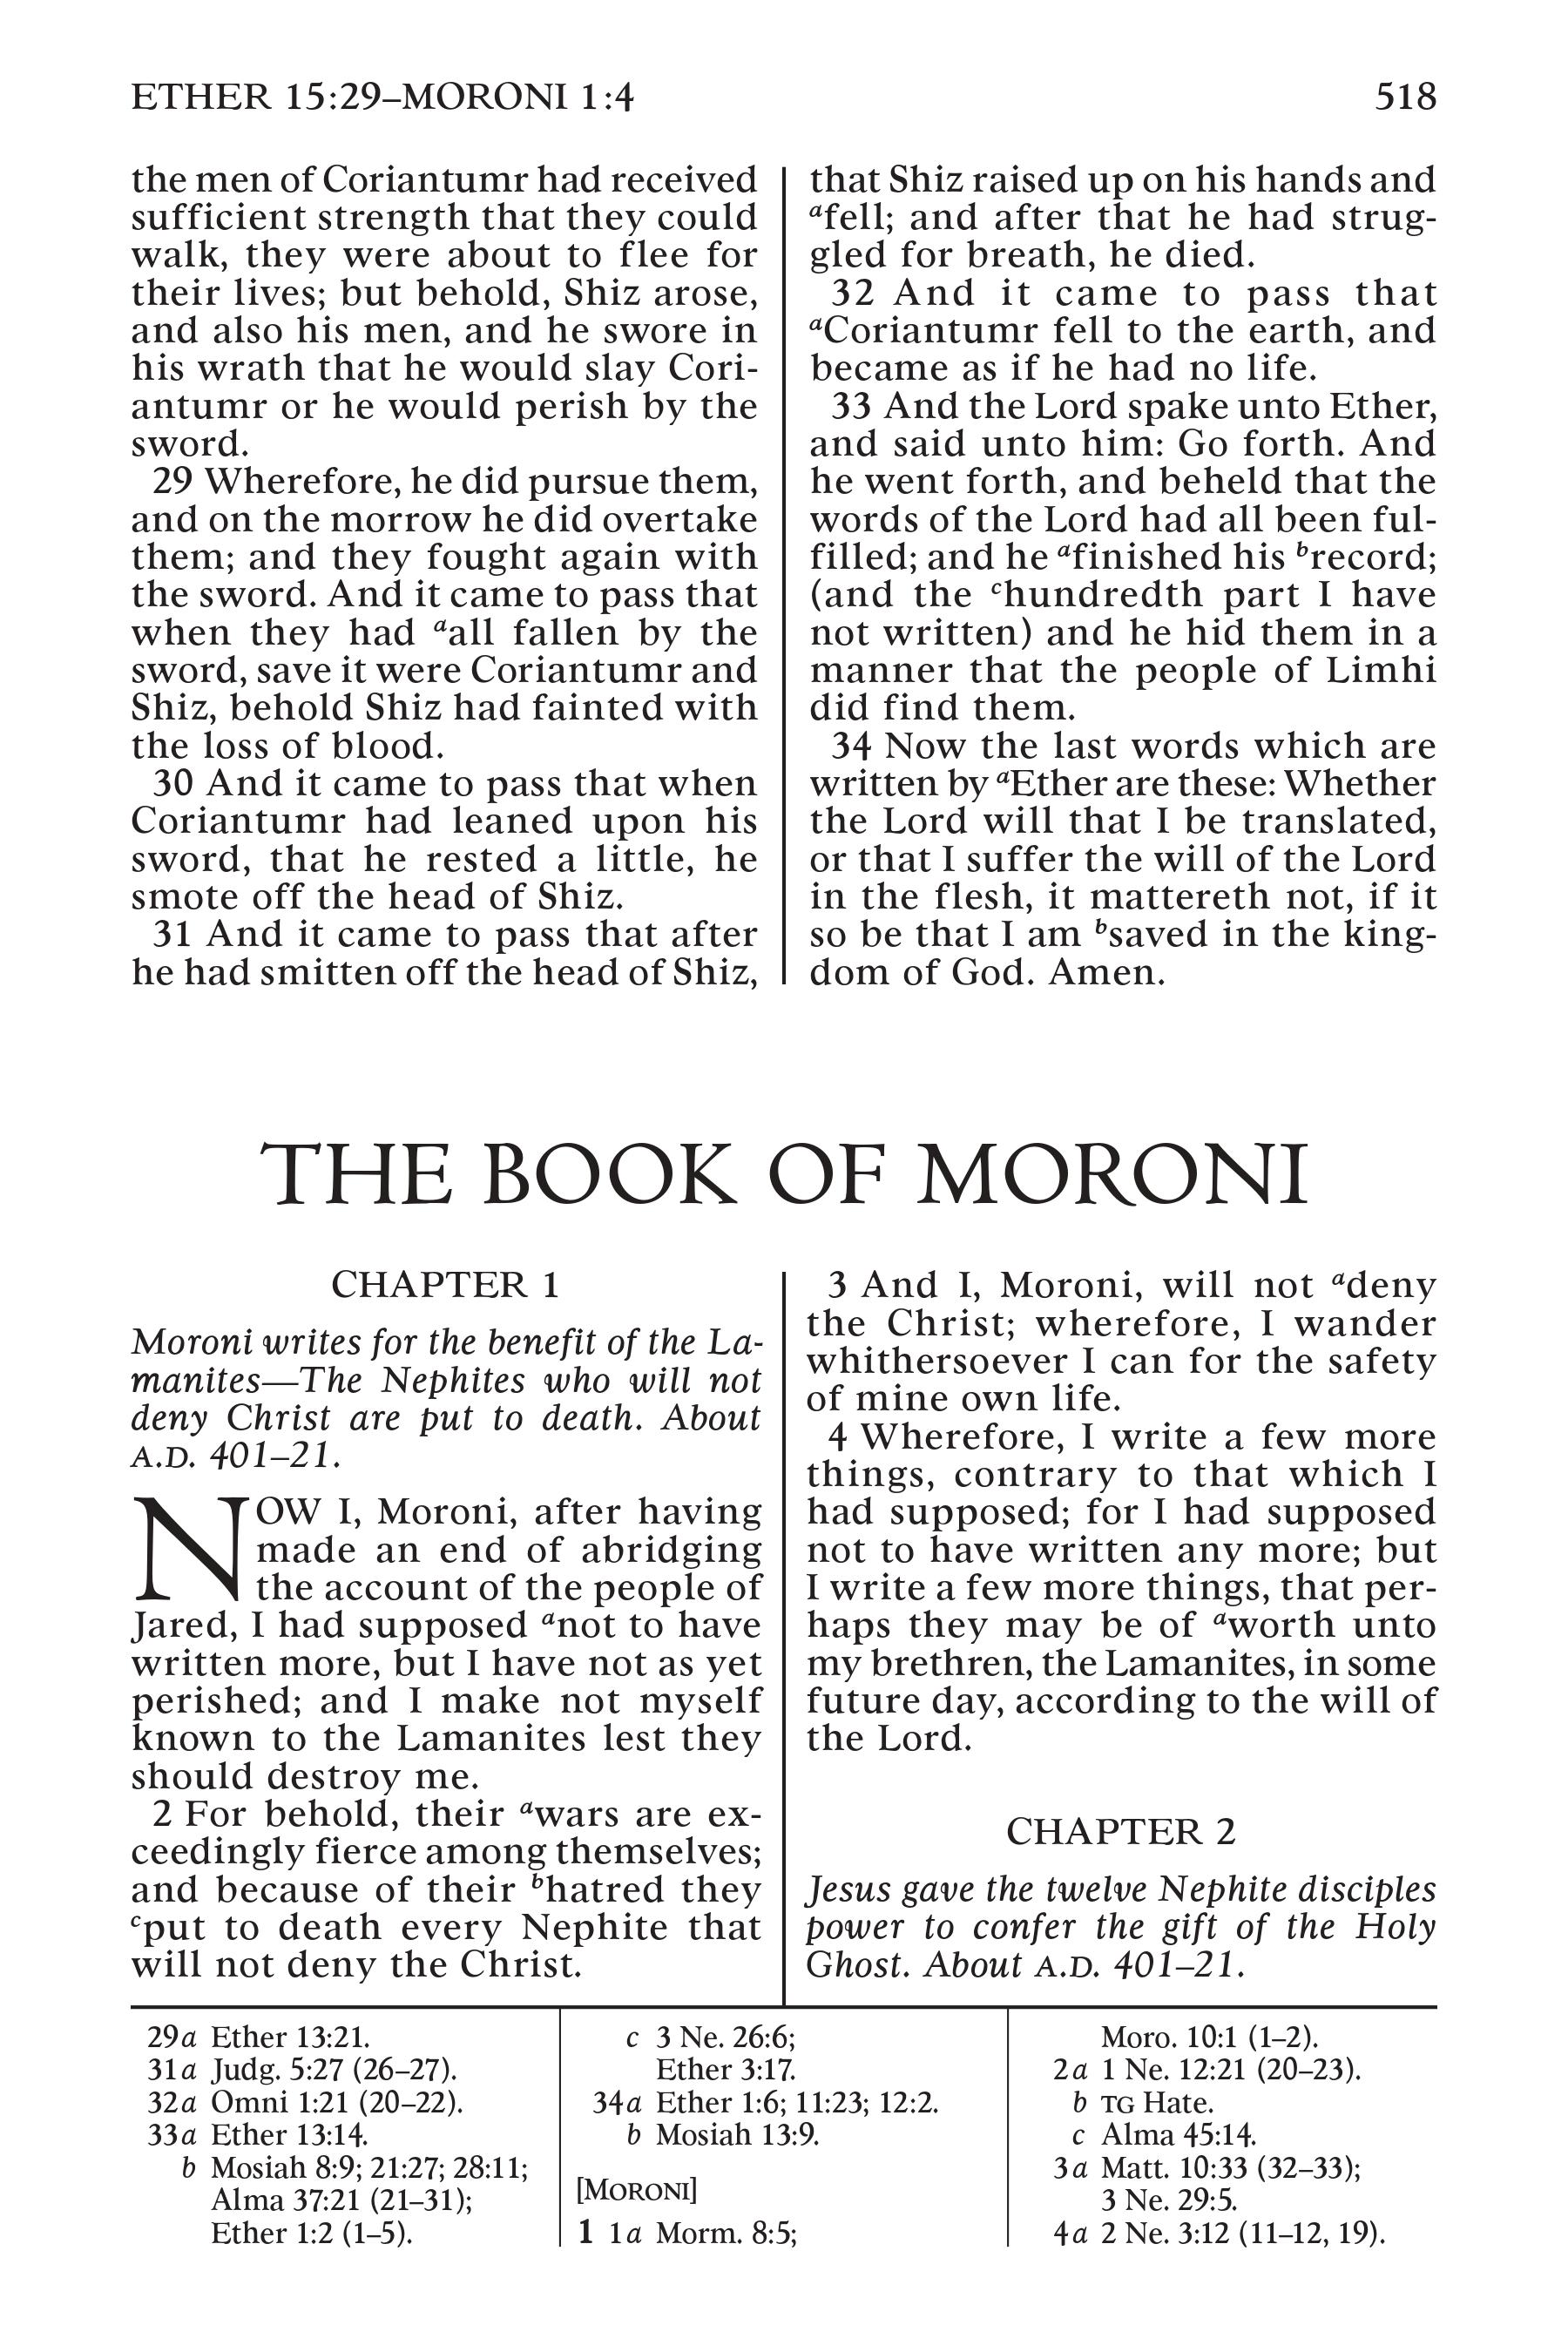 ETHER 15:29–MORONI 1:4
518
the men of Coriantumr had received
sufficient strength that they could
walk, they were about to flee for
their lives; but behold, Shiz arose,
and also his men, and he swore in
his wrath that he would slay Cori-
antumr or he would perish by the
sword.
29 Wherefore, he did pursue them,
and on the morrow he did overtake
them; and they fought again with
the sword. And it came to pass that
when they had aall fallen by the
sword, save it were Coriantumr and
Shiz, behold Shiz had fainted with
the loss of blood.
30 And it came to pass that when
Coriantumr had leaned upon his
sword, that he rested a little, he
smote off the head of Shiz.
31 And it came to pass that after
he had smitten off the head of Shiz,
that Shiz raised up on his hands and
afell; and after that he had strug-
gled for breath, he died.
32 And it came to pass that
aCoriantumr fell to the earth, and
became as if he had no life.
33 And the Lord spake unto Ether,
and said unto him: Go forth. And
he went forth, and beheld that the
words of the Lord had all been ful-
filled; and he afinished his brecord;
(and the chundredth part I have
not written) and he hid them in a
manner that the people of Limhi
did find them.
34 Now the last words which are
written by aEther are these: Whether
the Lord will that I be translated,
or that I suffer the will of the Lord
in the flesh, it mattereth not, if it
so be that I am bsaved in the king-
dom of God. Amen.
THE BOOK OF MORONI
CHAPTER 1
Moroni writes for the benefit of the La-
manites—The Nephites who will not
deny Christ are put to death. About
A.D. 401–21.
NOW I, Moroni, after having
made an end of abridging
the account of the people of
Jared, I had supposed anot to have
written more, but I have not as yet
perished; and I make not myself
known to the Lamanites lest they
should destroy me.
2 For behold, their awars are ex-
ceedingly fierce among themselves;
and because of their bhatred they
cput to death every Nephite that
will not deny the Christ.
3 And I, Moroni, will not adeny
the Christ; wherefore, I wander
whithersoever I can for the safety
of mine own life.
4 Wherefore, I write a few more
things, contrary to that which I
had supposed; for I had supposed
not to have written any more; but
I write a few more things, that per-
haps they may be of aworth unto
my brethren, the Lamanites, in some
future day, according to the will of
the Lord.
CHAPTER 2
Jesus gave the twelve Nephite disciples
power to confer the gift of the Holy
Ghost. About A.D. 401–21.
29a Ether 13:21.
31a Judg. 5:27 (26–27).
32a Omni 1:21 (20–22).
33a Ether 13:14.
b Mosiah 8:9; 21:27; 28:11;
Alma 37:21 (21–31);
Ether 1:2 (1–5).
c 3 Ne. 26:6;
Ether 3:17.
34a Ether 1:6; 11:23; 12:2.
b Mosiah 13:9.
[MORONI]
1 1a Morm. 8:5;
Moro. 10:1 (1–2).
2a 1 Ne. 12:21 (20–23).
b TG Hate.
c Alma 45:14.
3a Matt. 10:33 (32–33);
3 Ne. 29:5.
4a 2 Ne. 3:12 (11–12, 19).